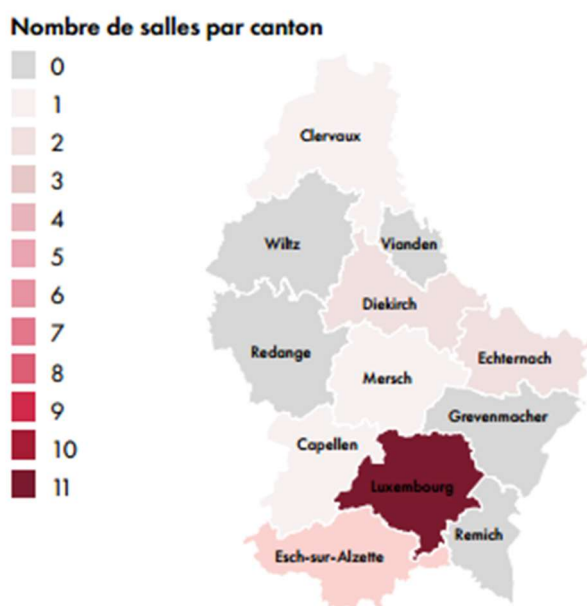 Nombre de salles par canton
0
1
2
3
4
5
6
7
8
9
10
11
Clervaux
Wiltz
Vianden
Diekirch
Redange
Echternach
Mersch
Grevenmacher
Capellen
Luxembourg
Remich
Esch-sur-Alzette